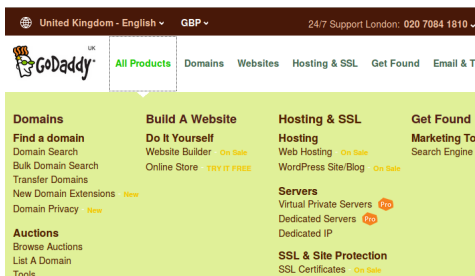 United Kingdom - English
GBP
24/7 Support London: 020 7084 1810
GoDaddy UK
All Products
Domains
Websites
Hosting & SSL
Get Found
Email &
Domains
Find a domain
Domain Search
Bulk Domain Search
Transfer Domains
New Domain Extensions New
Domain Privacy New
Auctions
Browse Auctions
List A Domain
Tools
Build A Website
Do It Yourself
Website Builder On Sale
Online Store TRY IT FREE
Hosting & SSL
Hosting
Web Hosting On Sale
WordPress Site/Blog On Sale
Servers
Virtual Private Servers Pro
Dedicated Servers Pro
Dedicated IP
SSL & Site Protection
SSL Certificates On Sale
Get Found
Marketing
Search Engine